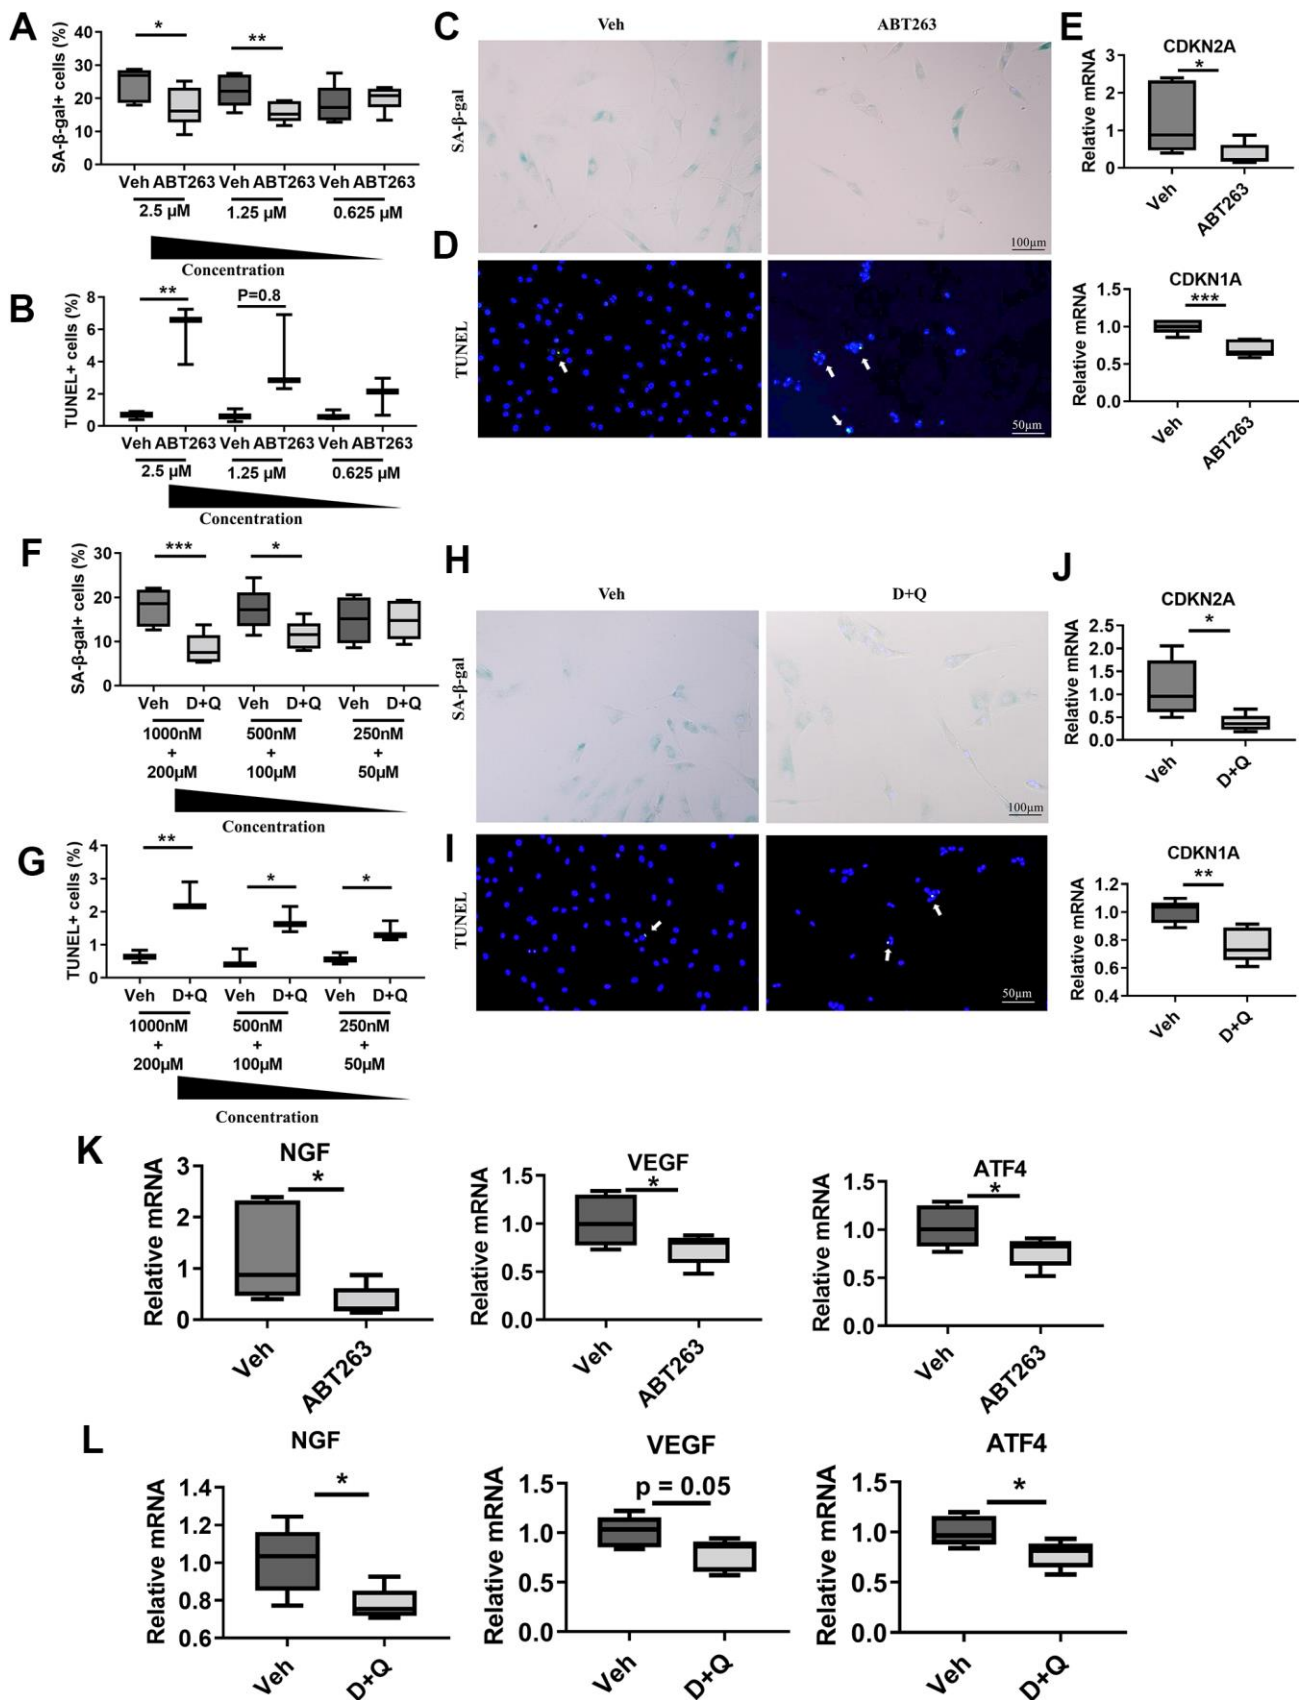 A
SA-β-gal+ cells (%)
40
30
20
10
0
*
**
Veh ABT263 Veh ABT263 Veh ABT263
2.5 µM 1.25 µM 0.625 µM
Concentration
B
TUNEL+ cells (%)
8
6
4
2
0
**
P=0.8
Veh ABT263 Veh ABT263 Veh ABT263
2.5 µM 1.25 µM 0.625 µM
Concentration
C
Veh ABT263
SA-β-gal
100µm
D
TUNEL
50µm
E
CDKN2A
Relative mRNA
3
2
1
0
*
Veh ABT263
CDKN1A
Relative mRNA
1.5
1.0
0.5
0.0
***
Veh ABT263
F
SA-β-gal+ cells (%)
30
20
10
0
***
*
Veh D+Q Veh D+Q Veh D+Q
1000nM 500nM 250nM
+ + +
200µM 100µM 50µM
Concentration
G
TUNEL+ cells (%)
4
3
2
1
0
**
*
*
Veh D+Q Veh D+Q Veh D+Q
1000nM 500nM 250nM
+ + +
200µM 100µM 50µM
Concentration
H
Veh D+Q
SA-β-gal
100µm
I
TUNEL
50µm
J
CDKN2A
Relative mRNA
2.5
2.0
1.5
1.0
0.5
0.0
*
Veh D+Q
CDKN1A
Relative mRNA
1.2
1.0
0.8
0.6
0.4
**
Veh D+Q
K
NGF
Relative mRNA
3
2
1
0
*
Veh ABT263
VEGF
Relative mRNA
1.5
1.0
0.5
0.0
*
Veh ABT263
ATF4
Relative mRNA
1.5
1.0
0.5
0.0
*
Veh ABT263
L
NGF
Relative mRNA
1.4
1.2
1.0
0.8
0.6
*
Veh D+Q
VEGF
Relative mRNA
1.5
1.0
0.5
0.0
p = 0.05
Veh D+Q
ATF4
Relative mRNA
1.5
1.0
0.5
0.0
*
Veh D+Q